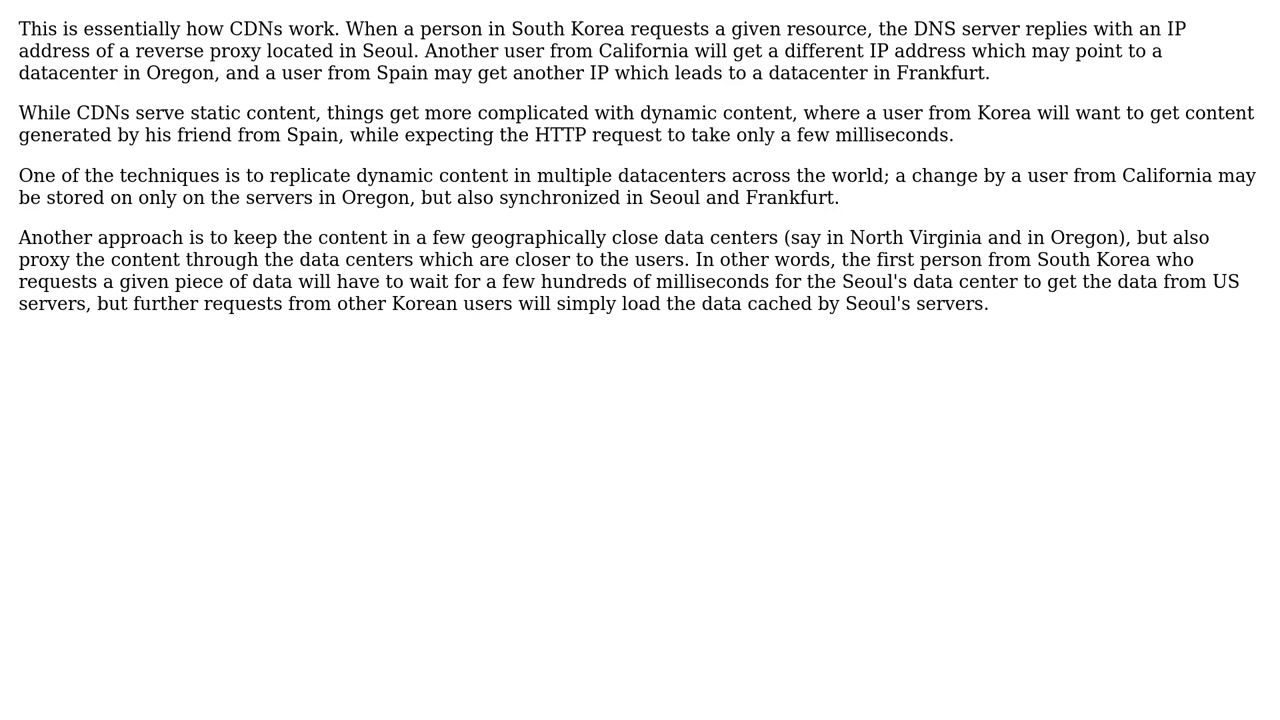 This is essentially how CDNs work. When a person in South Korea requests a given resource, the DNS server replies with an IP
address of a reverse proxy located in Seoul. Another user from California will get a different IP address which may point to a
datacenter in Oregon, and a user from Spain may get another IP which leads to a datacenter in Frankfurt.
While CDNs serve static content, things get more complicated with dynamic content, where a user from Korea will want to get content
generated by his friend from Spain, while expecting the HTTP request to take only a few milliseconds.
One of the techniques is to replicate dynamic content in multiple datacenters across the world; a change by a user from California may
be stored on only on the servers in Oregon, but also synchronized in Seoul and Frankfurt.
Another approach is to keep the content in a few geographically close data centers (say in North Virginia and in Oregon), but also
proxy the content through the data centers which are closer to the users. In other words, the first person from South Korea who
requests a given piece of data will have to wait for a few hundreds of milliseconds for the Seoul's data center to get the data from US
servers, but further requests from other Korean users will simply load the data cached by Seoul's servers.